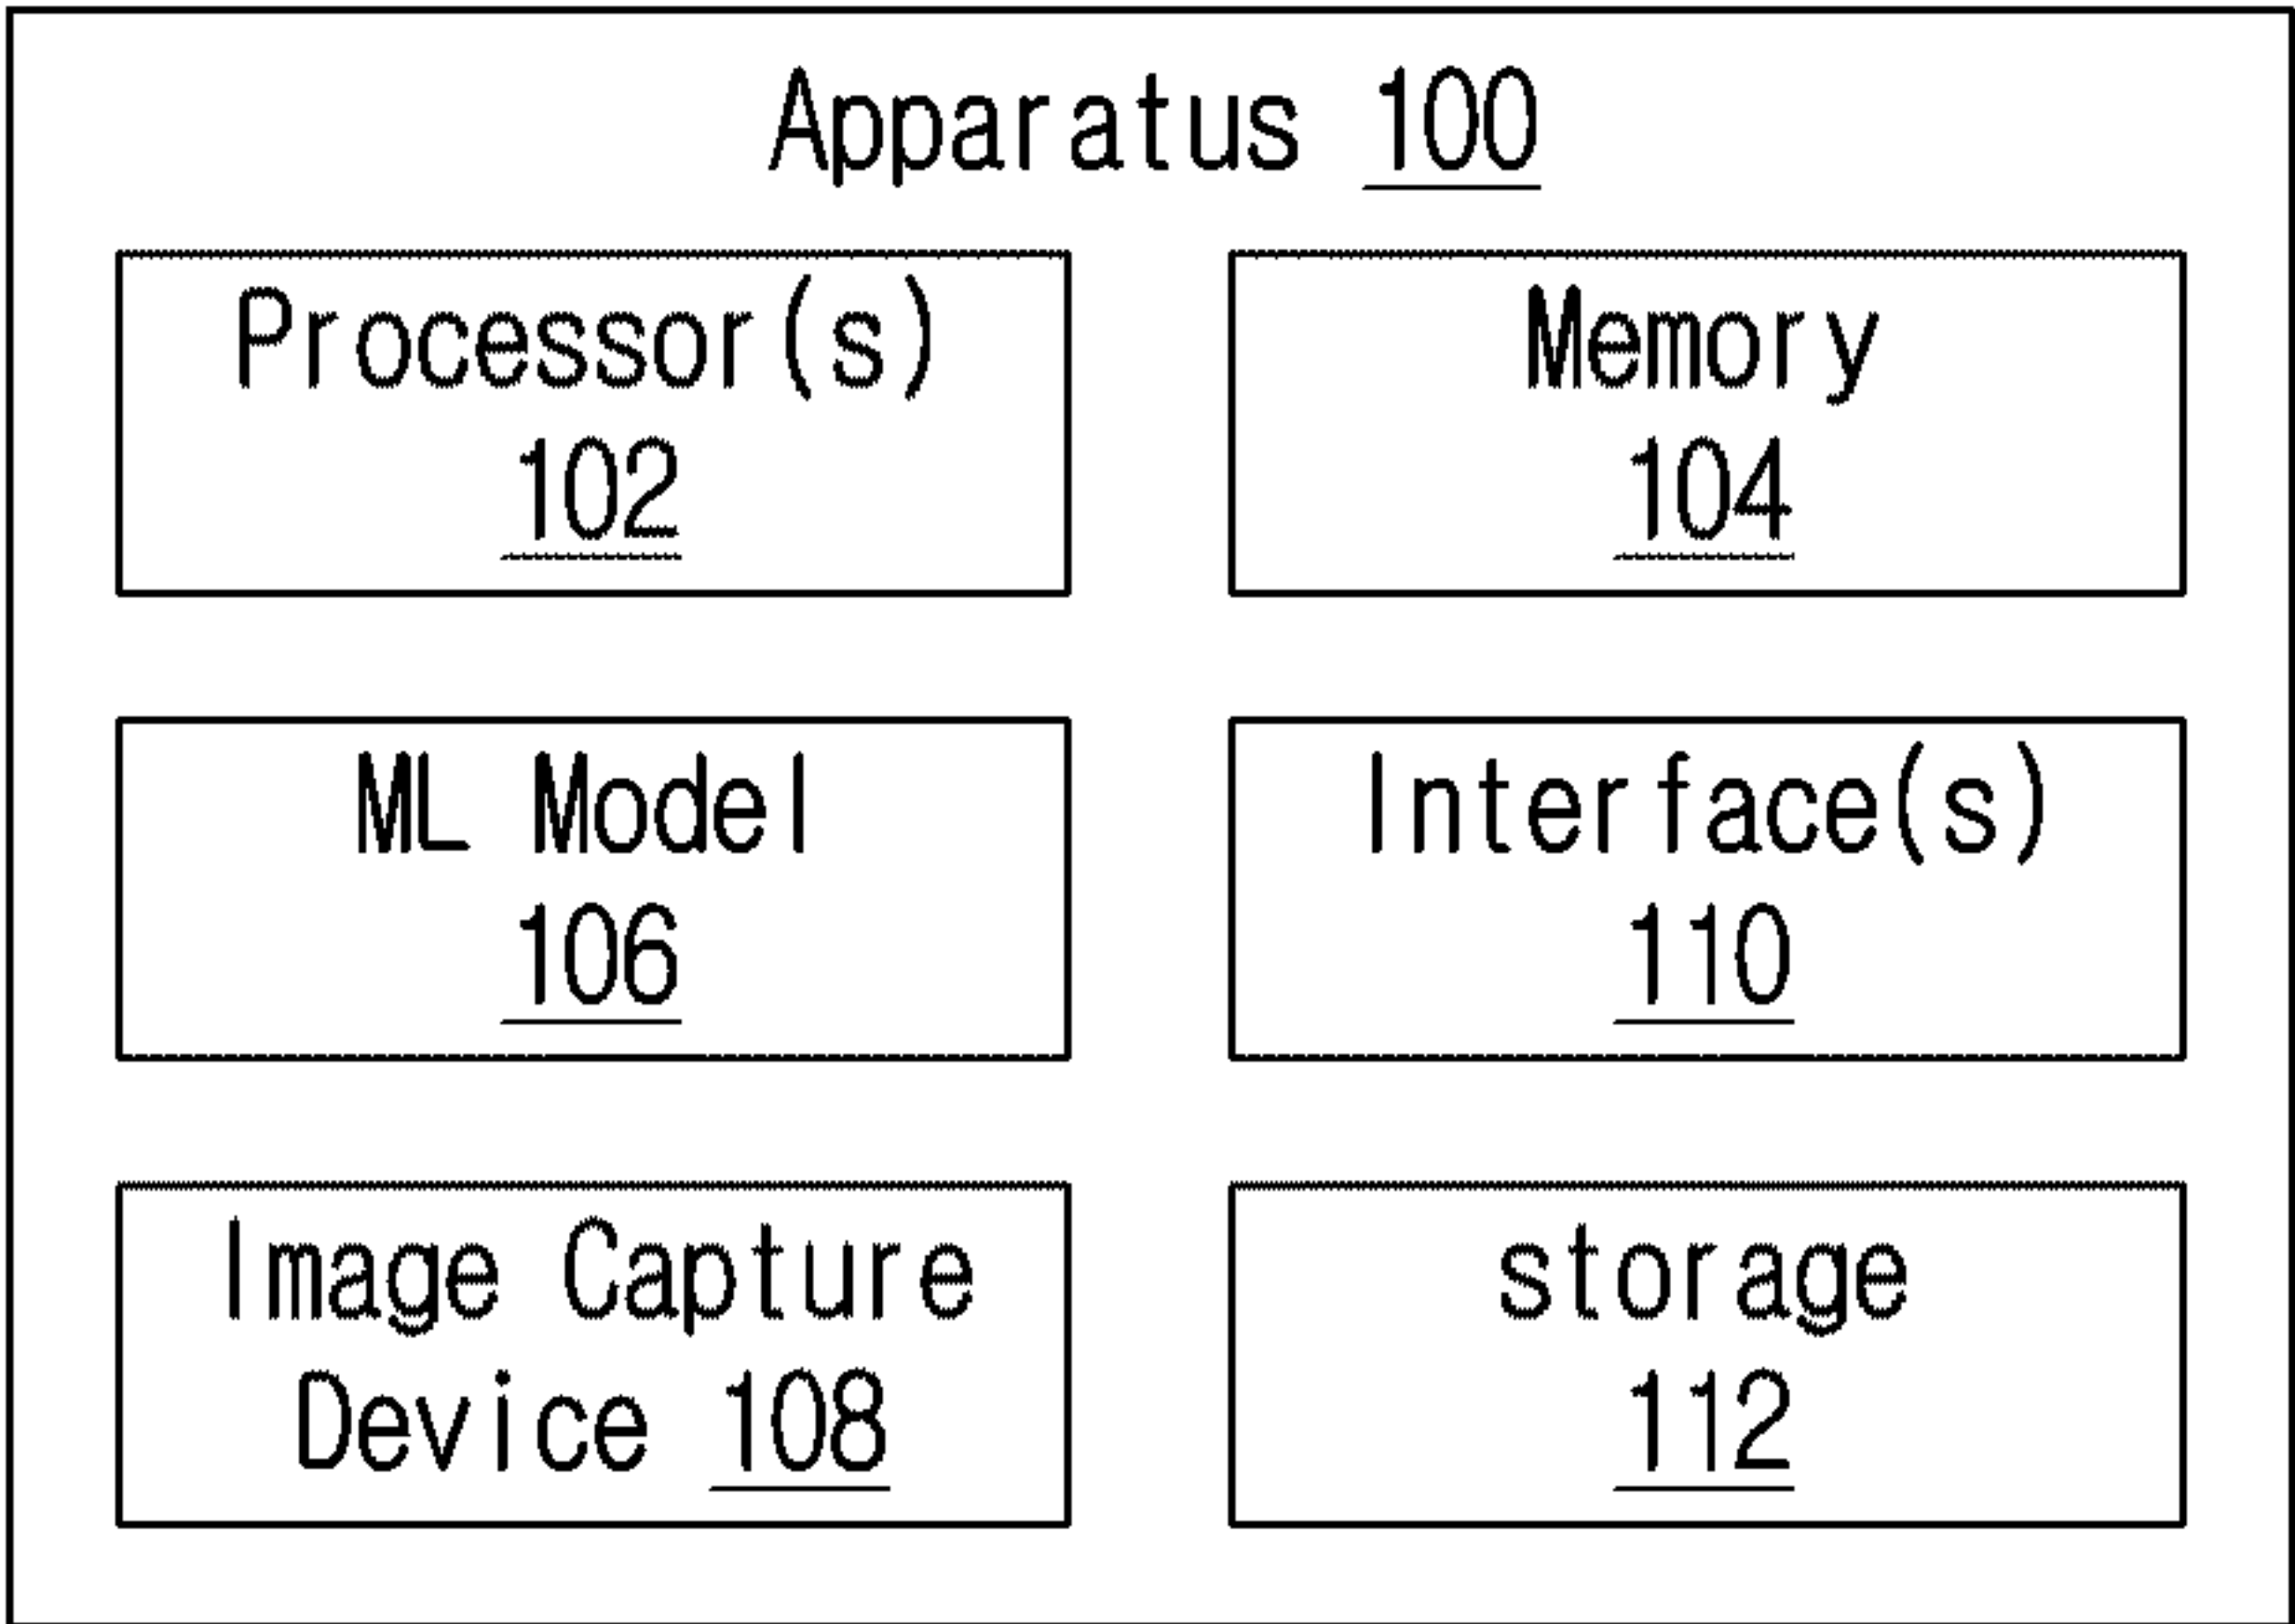 Apparatus 100
Processor(s)
102
Memory
104
ML Model
106
Interface(s)
110
Image Capture
Device 108
storage
112